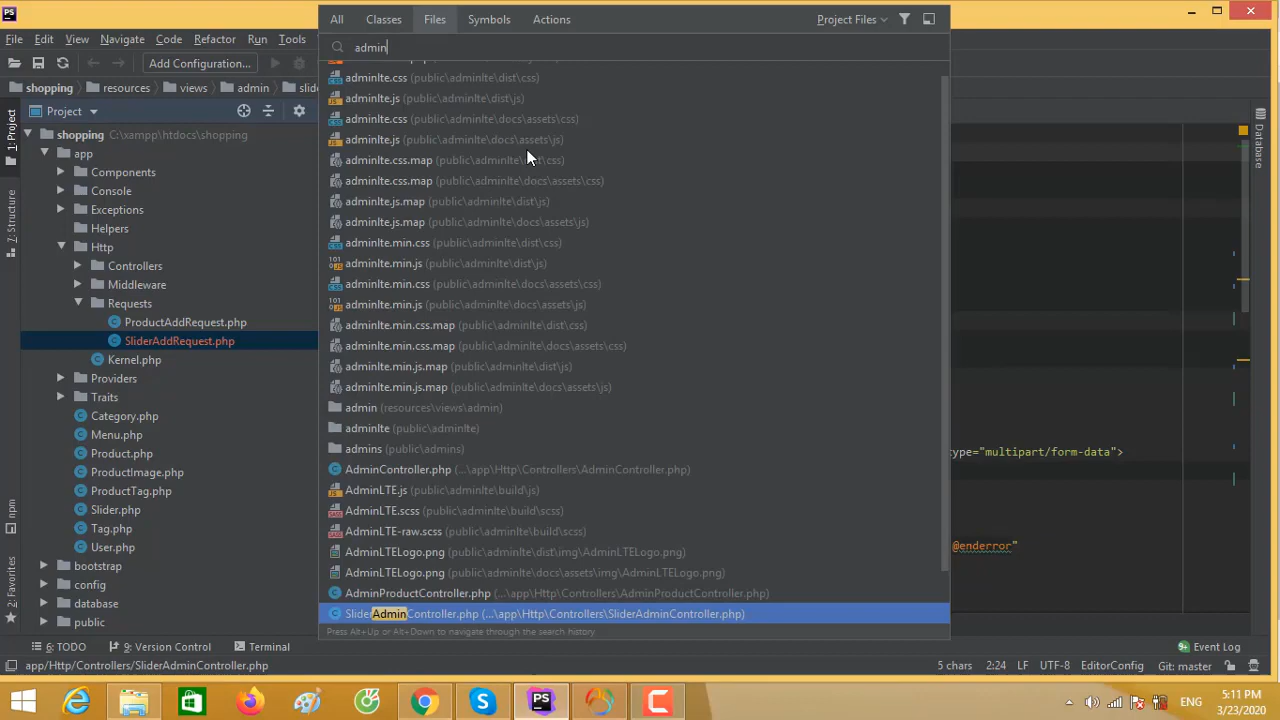 PS
All Classes Files Symbols Actions Project Files
File Edit View Navigate Code Refactor Run Tools
admin
Add Configuration...
shopping resources views admin
Project
shopping C:\xampp\htdocs\shopping
app
Components
Console
Exceptions
Helpers
Http
Controllers
Middleware
Requests
ProductAddRequest.php
SliderAddRequest.php
Kernel.php
Providers
Traits
Category.php
Menu.php
Product.php
ProductImage.php
ProductTag.php
Slider.php
Tag.php
User.php
bootstrap
config
database
public
1: Project
7: Structure
npm
2: Favorites
adminlte.css (public\adminlte\dist\css)
adminlte.js (public\adminlte\dist\js)
adminlte.css (public\adminlte\docs\assets\css)
adminlte.js (public\adminlte\docs\assets\js)
adminlte.css.map (public\adminlte\dist\css)
adminlte.css.map (public\adminlte\docs\assets\css)
adminlte.js.map (public\adminlte\dist\js)
adminlte.js.map (public\adminlte\docs\assets\js)
adminlte.min.css (public\adminlte\dist\css)
adminlte.min.js (public\adminlte\dist\js)
adminlte.min.css (public\adminlte\docs\assets\css)
adminlte.min.js (public\adminlte\docs\assets\js)
adminlte.min.css.map (public\adminlte\dist\css)
adminlte.min.css.map (public\adminlte\docs\assets\css)
adminlte.min.js.map (public\adminlte\dist\js)
adminlte.min.js.map (public\adminlte\docs\assets\js)
admin (resources\views\admin)
adminlte (public\adminlte)
admins (public\admins)
AdminController.php (...\app\Http\Controllers\AdminController.php)
AdminLTE.js (public\adminlte\build\js)
AdminLTE.scss (public\adminlte\build\scss)
AdminLTE-raw.scss (public\adminlte\build\scss)
AdminLTELogo.png (public\adminlte\dist\img\AdminLTELogo.png)
AdminLTELogo.png (public\adminlte\docs\assets\img\AdminLTELogo.png)
AdminProductController.php (...\app\Http\Controllers\AdminProductController.php)
SliderAdminController.php (...\app\Http\Controllers\SliderAdminController.php)
Press Alt+Up or Alt+Down to navigate through the search history
Database
ype="multipart/form-data">
@enderror"
6: TODO 9: Version Control Terminal Event Log
app/Http/Controllers/SliderAdminController.php 5 chars 2:24 LF UTF-8 EditorConfig Git: master
PS
ENG
5:11 PM
3/23/2020